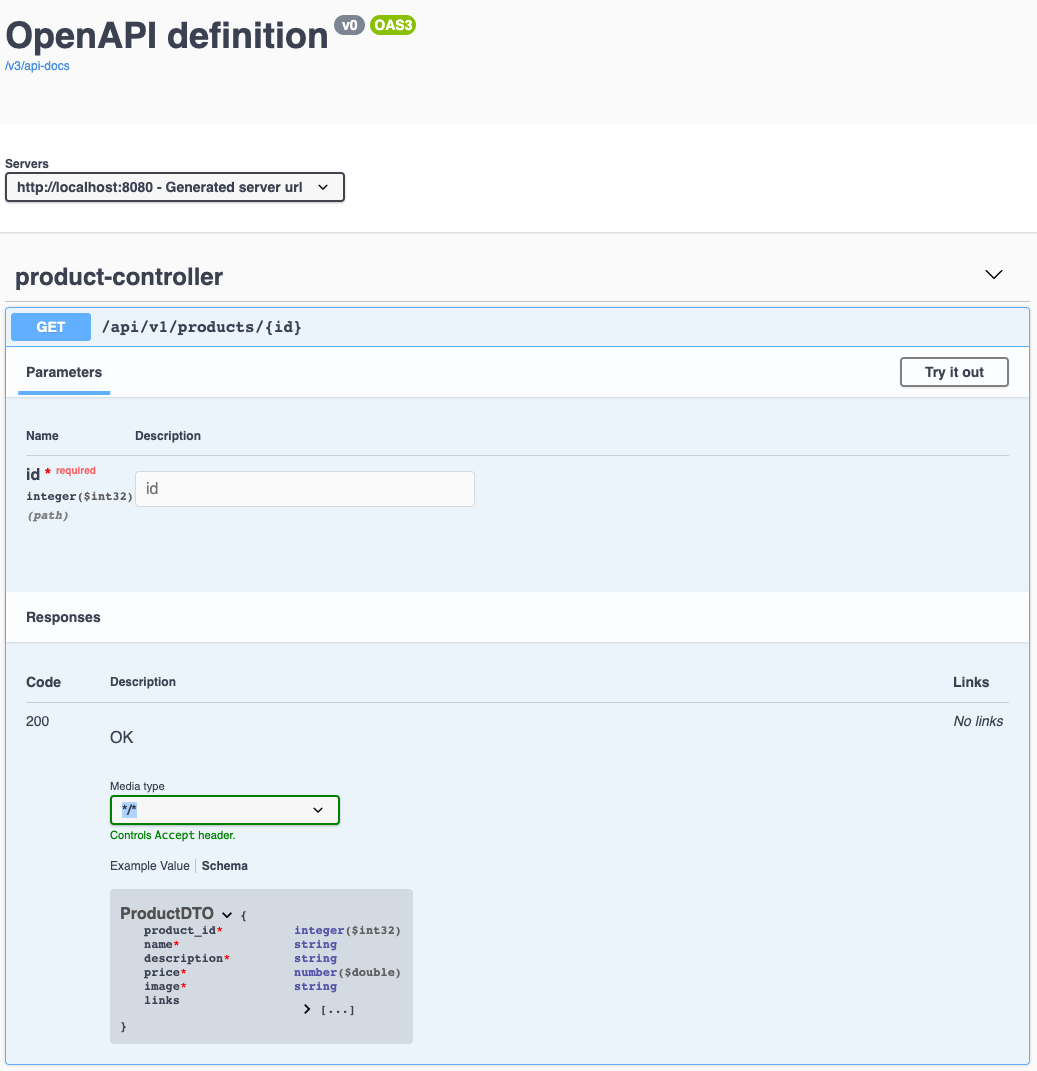 OpenAPI definition v0 OAS3
/v3/api-docs
Servers
http://localhost:8080 - Generated server url
product-controller
GET /api/v1/products/{id}
Parameters
Try it out
Name Description
id * required
integer($int32)
(path)
id
Responses
Code Description Links
200
OK
No links
Media type
*/*
Controls Accept header.
Example Value Schema
ProductDTO {
product_id* integer($int32)
name* string
description* string
price* number($double)
image* string
links [...]
}